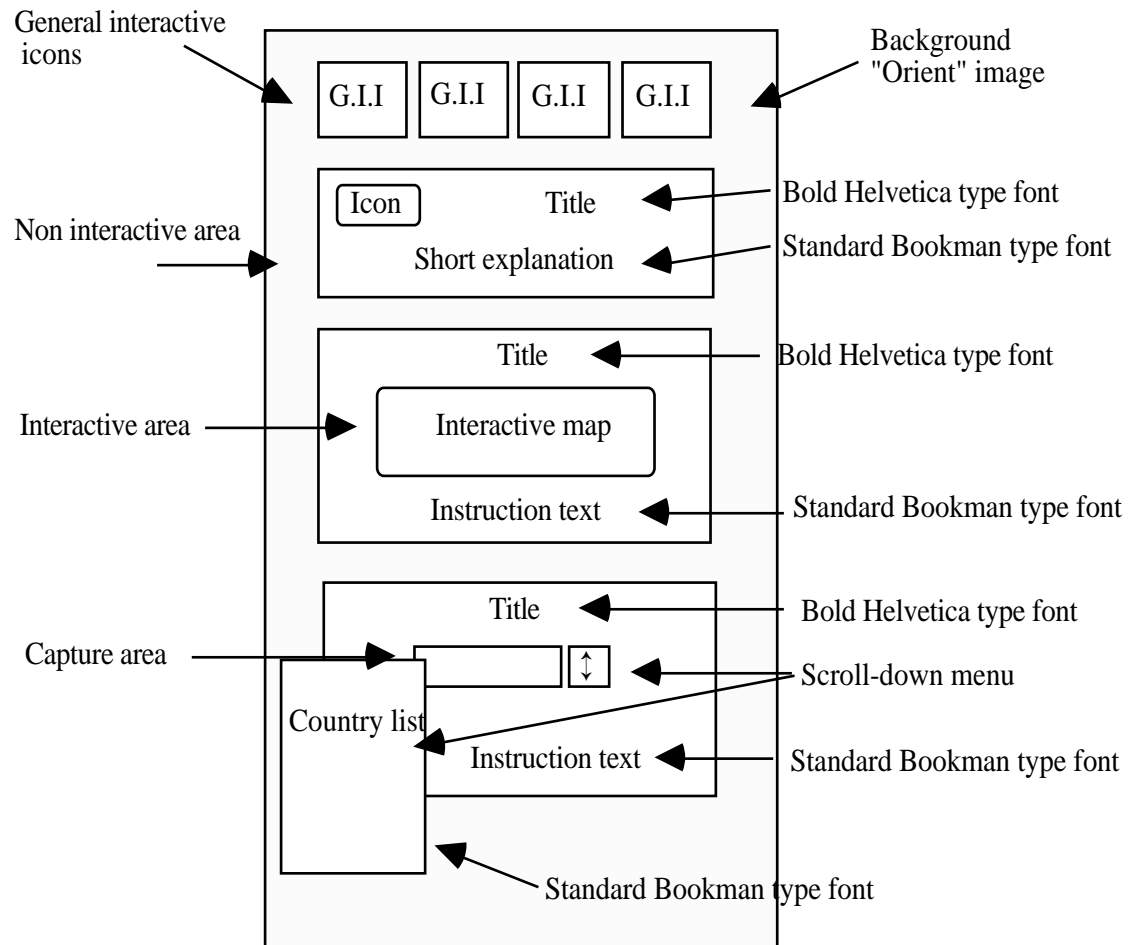 General interactive
icons
Background
"Orient" image
G.I.I
G.I.I
G.I.I
G.I.I
Icon
Title
Bold Helvetica type font
Non interactive area
Short explanation
Standard Bookman type font
Title
Bold Helvetica type font
Interactive area
Interactive map
Instruction text
Standard Bookman type font
Title
Bold Helvetica type font
Capture area
Scroll-down menu
Country list
Instruction text
Standard Bookman type font
Standard Bookman type font